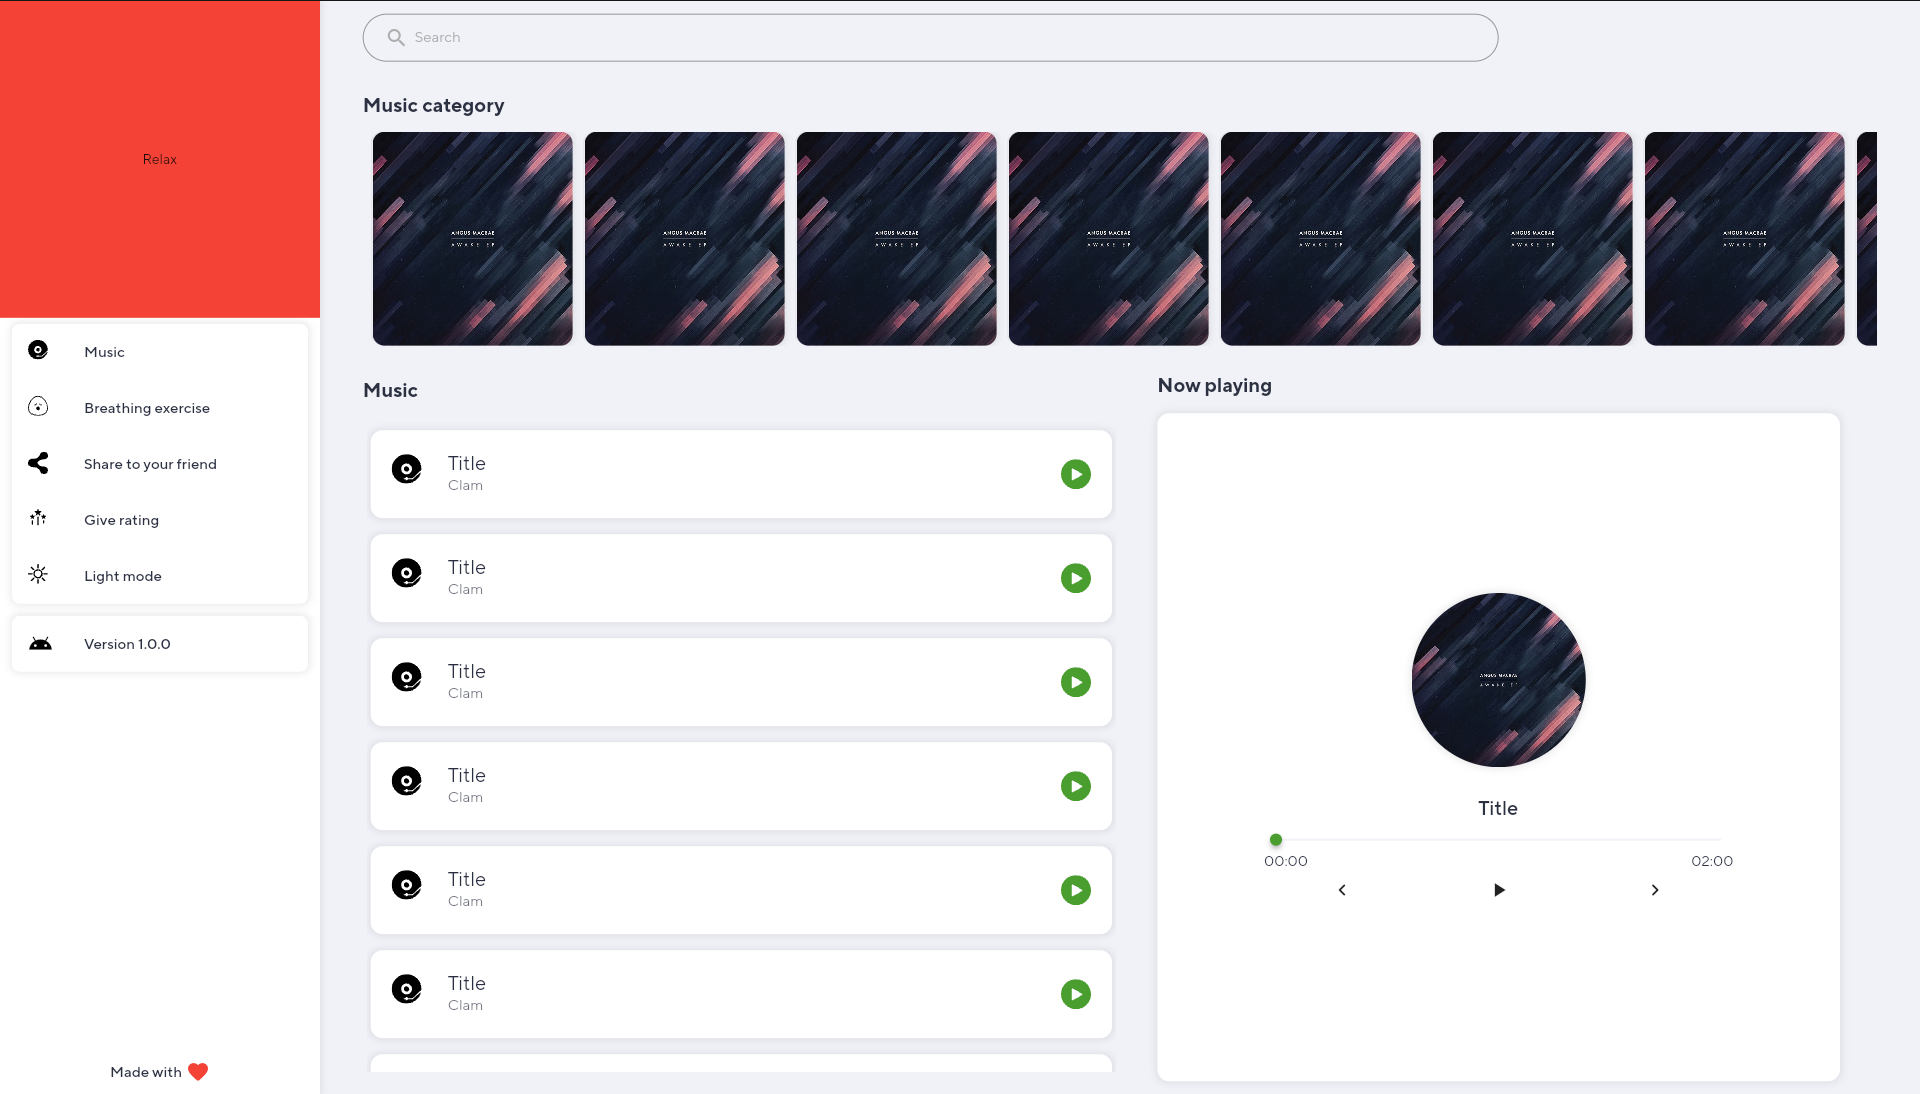 Search
Relax
Music category
ANGUS MACRAE
AWAKE EP
ANGUS MACRAE
AWAKE EP
ANGUS MACRAE
AWAKE EP
ANGUS MACRAE
AWAKE EP
ANGUS MACRAE
AWAKE EP
ANGUS MACRAE
AWAKE EP
ANGUS MACRAE
AWAKE EP
Music
Breathing exercise
Share to your friend
Give rating
Light mode
Version 1.0.0
Made with
Music
Title
Clam
Title
Clam
Title
Clam
Title
Clam
Title
Clam
Title
Clam
Now playing
ANGUS MACRAE
AWAKE EP
Title
00:00 02:00